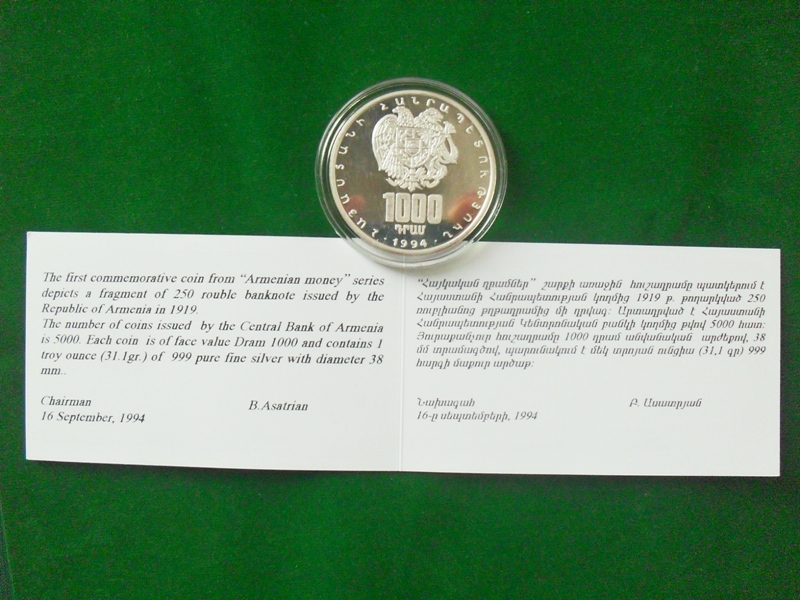 ՀԱՅԱՍՏԱՆԻ ՀԱՆՐԱՊԵՏՈՒԹՅՈՒՆ
1000
ԴՐԱՄ
· 1994 ·
The first commemorative coin from “Armenian money” series
depicts a fragment of 250 rouble banknote issued by the
Republic of Armenia in 1919.
The number of coins issued by the Central Bank of Armenia
is 5000. Each coin is of face value Dram 1000 and contains 1
troy ounce (31.1gr.) of 999 pure fine silver with diameter 38
mm..
Chairman B.Asatrian
16 September, 1994
“Հայկական դրամներ” շարքի առաջին հուշադրամը պատկերում է
Հայաստանի Հանրապետության կողմից 1919 թ. թողարկված 250
ռուբլիանոց թղթադրամից մի դրվագ։ Արտադրված է Հայաստանի
Հանրապետության Կենտրոնական բանկի կողմից թվով 5000 հատ։
Յուրաքանչյուր հուշադրամը 1000 դրամ անվանական արժեքով, 38
մմ տրամագծով, պարունակում է մեկ տրոյան ունցիա (31,1 գր) 999
հարգի մաքուր արծաթ։
Նախագահ Բ. Ասատրյան
16-ը սեպտեմբերի, 1994